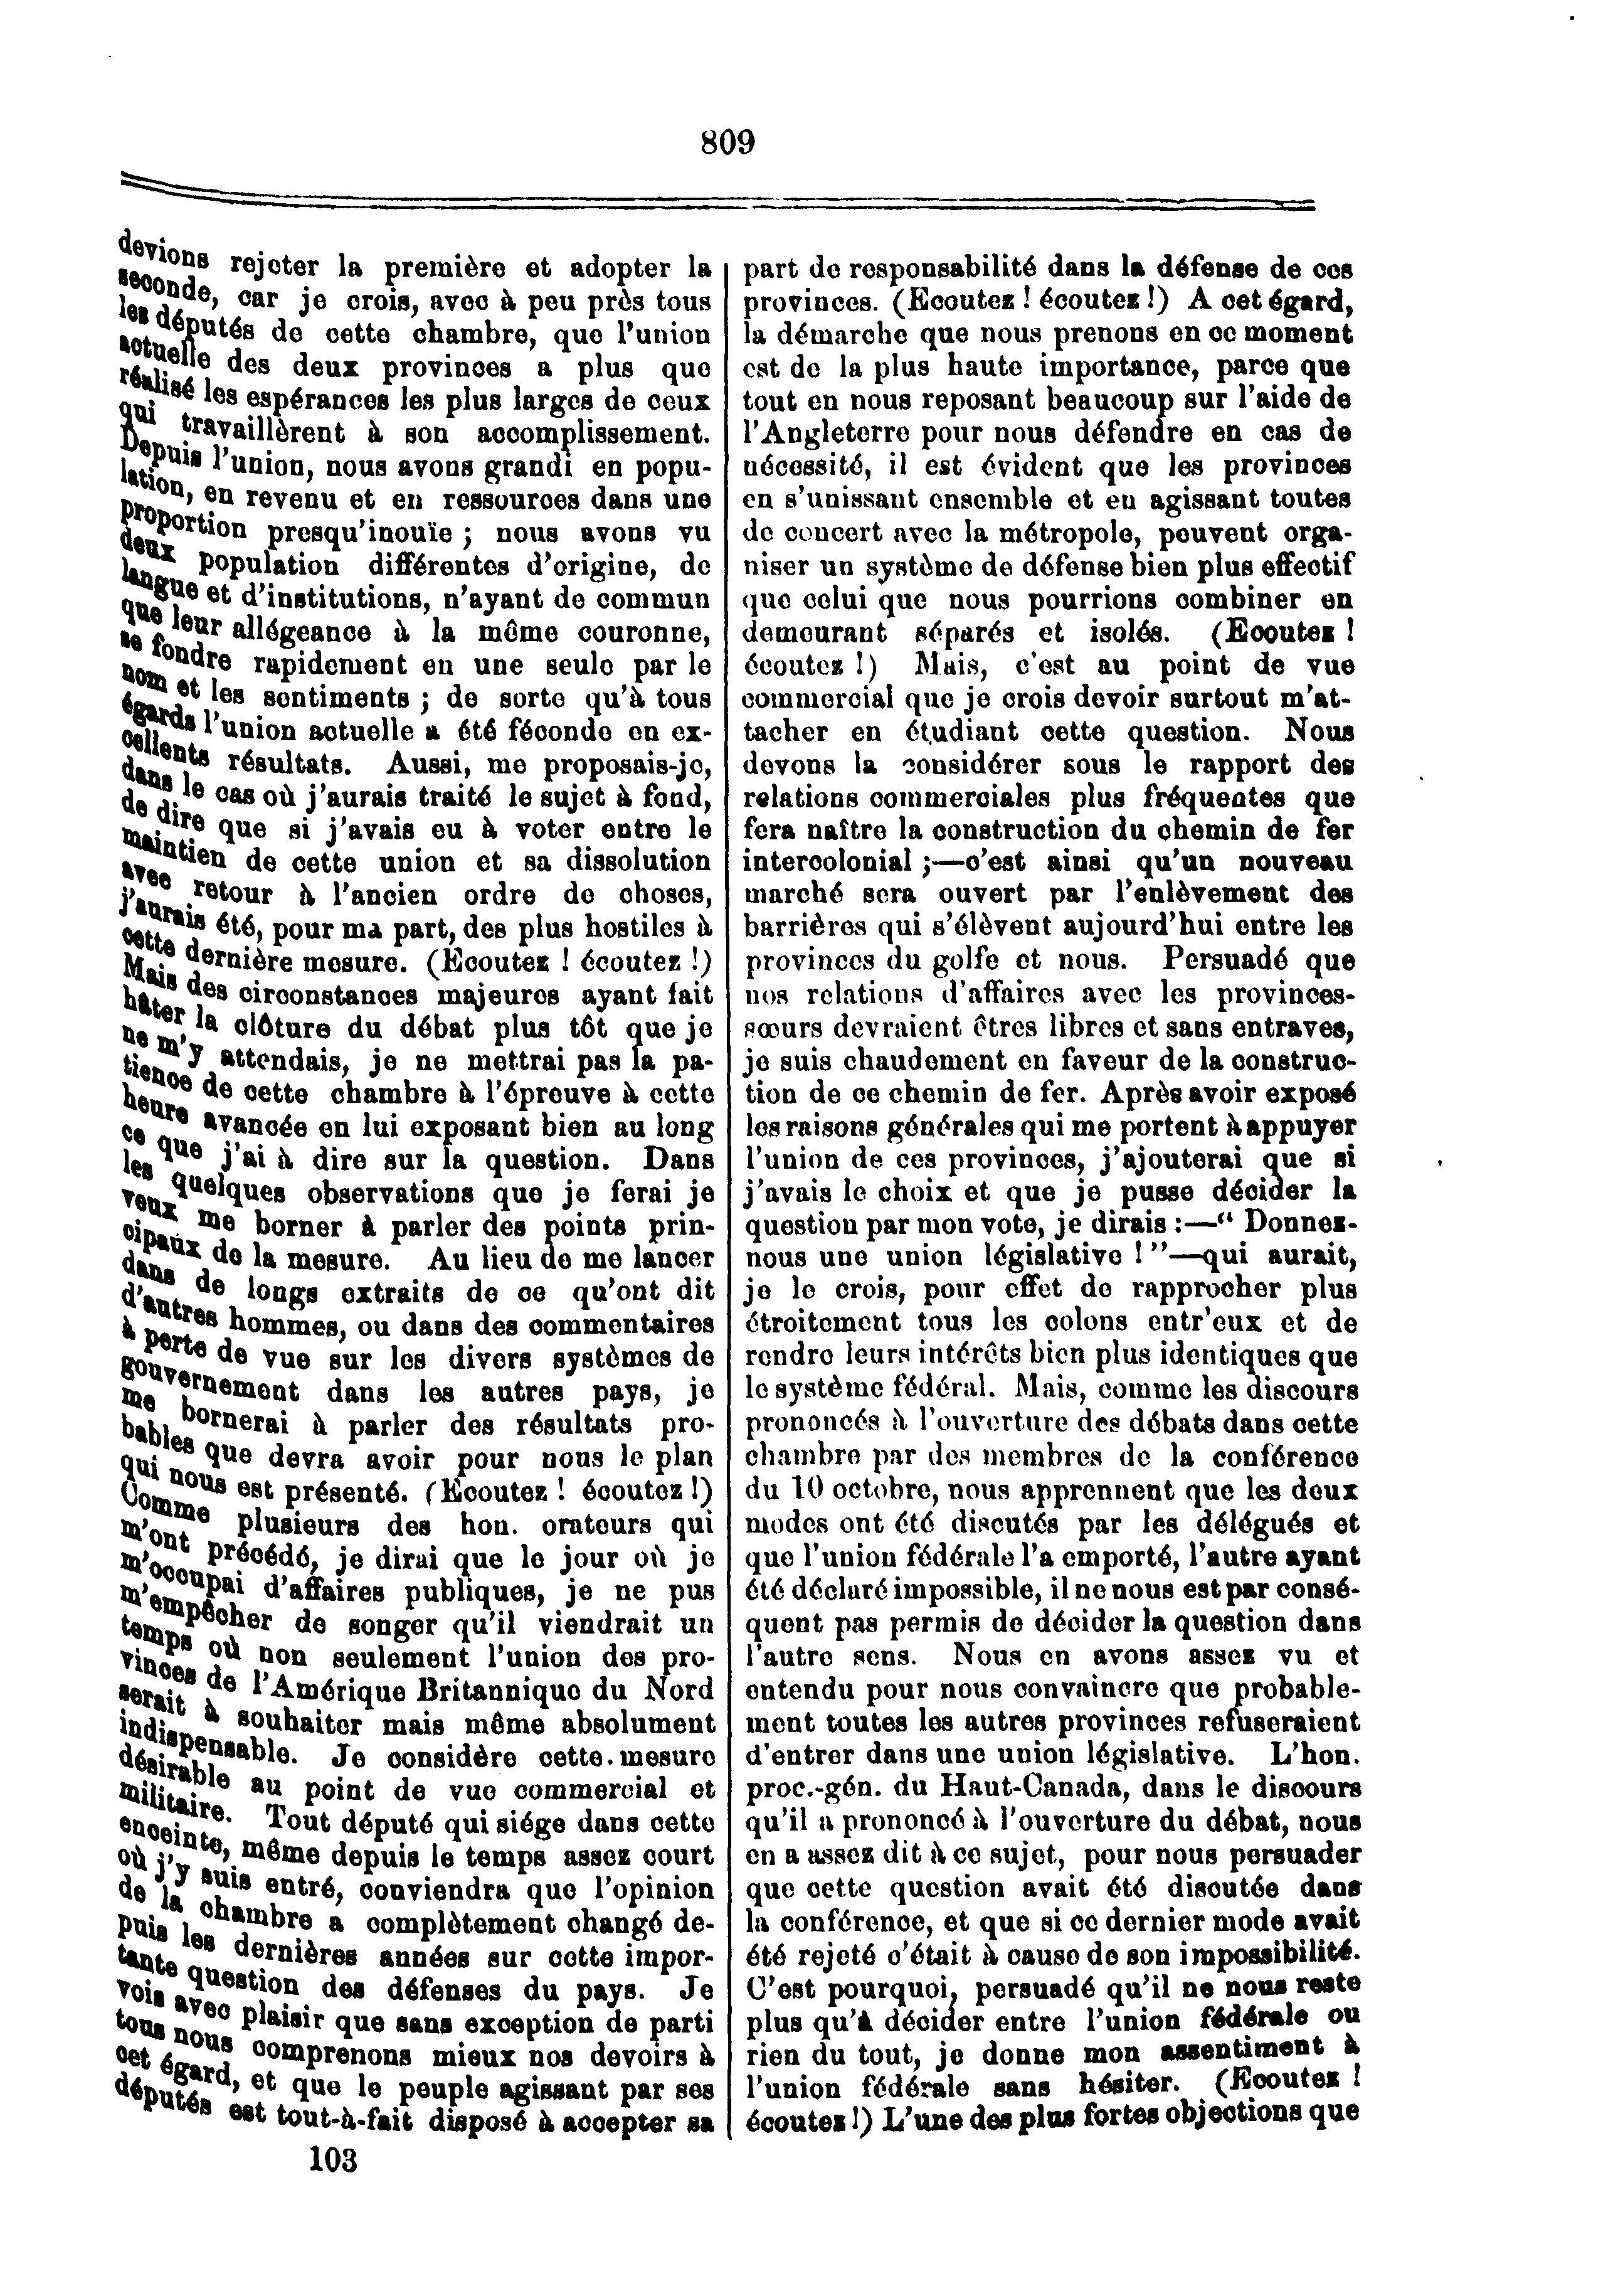 809
devions rejeter la première et adopter la
seconde, car je crois, avec à peu près tous
les députés de cette chambre, que l'union
actuelle des deux provinces a plus que
réalisé les espérances les plus larges de ceux
qui travaillèrent à son accomplissement.
Depuis l'union, nous avons grandi en popu-
lation, en revenu et en ressources dans une
proportion presqu'inouïe ; nous avons vu
deux population différentes d'origine, de
langue et d'institutions, n'ayant de commun
que leur allégeance à la même couronne,
se fondre rapidement en une seule par le
nom et les sentiments ; de sorte qu'à tous
égards l'union actuelle a été féconde en ex-
cellents résultats. Aussi, me proposais-je,
dans le cas où j'aurais traité le sujet à fond,
de dire que si j'avais eu à voter entre le
maintien de cette union et sa dissolution
avec retour à l'ancien ordre de choses,
j'aurais été, pour ma part, des plus hostiles à
cette dernière mesure. (Ecoutez ! écoutez !)
Mais des circonstances majeures ayant fait
hâter la clôture du débat plus tôt que je
ne m'y attendais, je ne mettrai pas la pa-
tience de cette chambre à l'épreuve à cette
heure avancée en lui exposant bien au long
ce que j'ai à dire sur la question. Dans
les quelques observations que je ferai je
veux me borner à parler des points prin-
cipaux de la mesure. Au lieu de me lancer
dans de longs extraits de ce qu'ont dit
d'autres hommes, ou dans des commentaires
à perte de vue sur les divers systèmes de
gouvernement dans les autres pays, je
me bornerai à parler des résultats pro-
bables que devra avoir pour nous le plan
qui nous est présenté. (Ecoutez ! écoutez !)
Comme plusieurs des hon. orateurs qui
m'ont précédé, je dirai que le jour où je
m'occupai d'affaires publiques, je ne pus
m'empêcher de songer qu'il viendrait un
temps où non seulement l'union des pro-
vinces de l'Amérique Britannique du Nord
serait à souhaiter mais même absolument
indispensable. Je considère cette mesure
désirable au point de vue commercial et
militaire. Tout député qui siége dans cette
enceinte, même depuis le temps assez court
où j'y suis entré, conviendra que l'opinion
de la chambre a complètement changé de-
puis les dernières années sur cette impor-
tante question des défenses du pays. Je
vois avec plaisir que sans exception de parti
tous nous comprenons mieux nos devoirs à
cet égard, et que le peuple agissant par ses
députés est tout-à-fait disposé à accepter sa
103
part de responsabilité dans la défense de ces
provinces. (Ecoutez ! écoutez !) A cet égard,
la démarche que nous prenons en ce moment
est de la plus haute importance, parce que
tout en nous reposant beaucoup sur l'aide de
l'Angleterre pour nous défendre en cas de
nécessité, il est évident que les provinces
en s'unissant ensemble et en agissant toutes
de concert avec la métropole, peuvent orga-
niser un système de défense bien plus effectif
que celui que nous pourrions combiner en
demeurant séparés et isolés. (Ecoutez !
écoutez !) Mais, c'est au point de vue
commercial que je crois devoir surtout m'at-
tacher en étudiant cette question. Nous
devons la considérer sous le rapport des
relations commerciales plus fréquentes que
fera naître la construction du chemin de fer
intercolonial ;—c'est ainsi qu'un nouveau
marché sera ouvert par l'enlèvement des
barrières qui s'élèvent aujourd'hui entre les
provinces du golfe et nous. Persuadé que
nos relations d'affaires avec les provinces-
sœurs devraient êtres libres et sans entraves,
je suis chaudement en faveur de la construc-
tion de ce chemin de fer. Après avoir exposé
les raisons générales qui me portent à appuyer
l'union de ces provinces, j'ajouterai que si
j'avais le choix et que je pusse décider la
question par mon vote, je dirais :—“ Donnez-
nous une union législative ! ”—qui aurait,
je le crois, pour effet de rapprocher plus
étroitement tous les colons entr'eux et de
rendre leurs intérêts bien plus identiques que
le système fédéral. Mais, comme les discours
prononcés à l'ouverture des débats dans cette
chambre par des membres de la conférence
du 10 octobre, nous apprennent que les deux
modes ont été discutés par les délégués et
que l'union fédérale l'a emporté, l'autre ayant
été déclaré impossible, il ne nous est par consé-
quent pas permis de décider la question dans
l'autre sens. Nous en avons assez vu et
entendu pour nous convaincre que probable-
ment toutes les autres provinces refuseraient
d'entrer dans une union législative. L'hon.
proc.-gén. du Haut-Canada, dans le discours
qu'il a prononcé à l'ouverture du débat, nous
en a assez dit à ce sujet, pour nous persuader
que cette question avait été discutée dans
la conférence, et que si ce dernier mode avait
été rejeté c'était à cause de son impossibilité.
C'est pourquoi, persuadé qu'il ne nous reste
plus qu'à décider entre l'union fédérale ou
rien du tout, je donne mon assentiment à
l'union fédérale sans hésiter. (Ecoutez !
écoutez !) L'une des plus fortes objections que